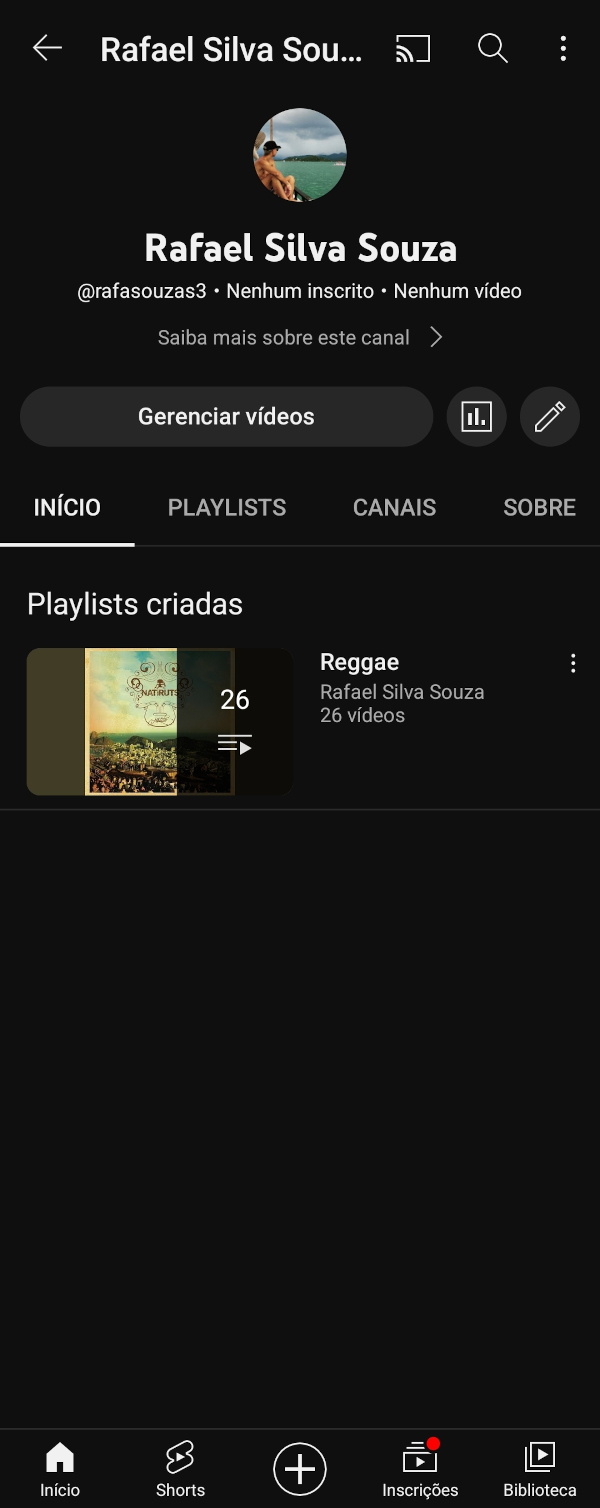 Rafael Silva Sou...
Rafael Silva Souza
@rafasouzas3 • Nenhum inscrito • Nenhum vídeo
Saiba mais sobre este canal
Gerenciar vídeos
INÍCIO PLAYLISTS CANAIS SOBRE
Playlists criadas
NATIRUTS
26
Reggae
Rafael Silva Souza
26 vídeos
Início Shorts Inscrições Biblioteca